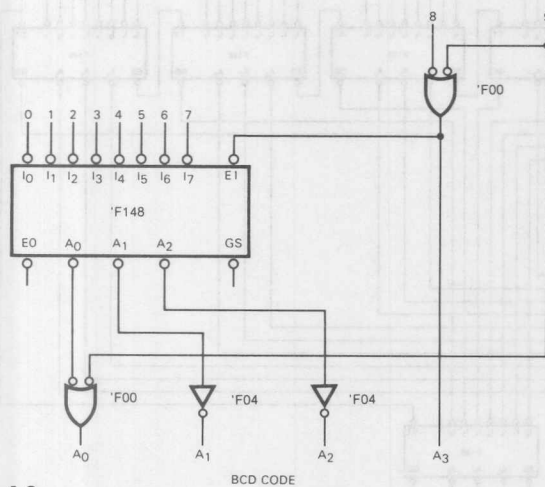 8 9
'F00
0 1 2 3 4 5 6 7
I0 I1 I2 I3 I4 I5 I6 I7 EI
'F148
EO A0 A1 A2 GS
'F00 'F04 'F04
A0 A1 A2 A3
BCD CODE